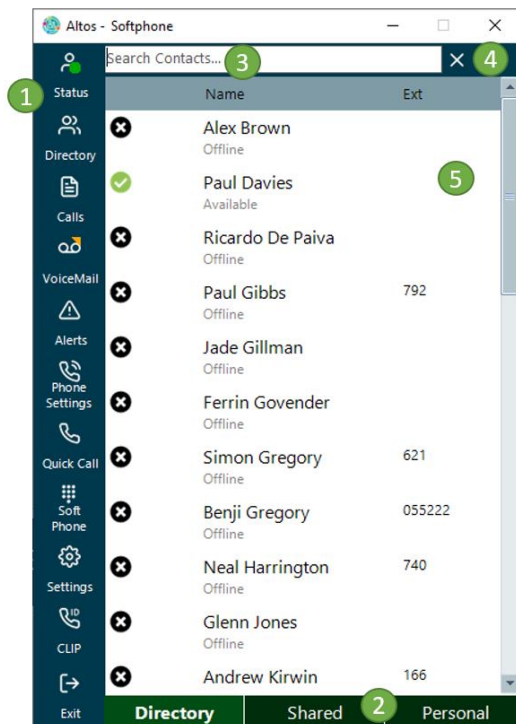 Altos - Softphone
Search Contacts...
3
4
1
Status
Directory
Calls
VoiceMail
Alerts
Phone
Settings
Quick Call
Soft
Phone
Settings
ID
CLIP
Exit
Name Ext
Alex Brown
Offline
Paul Davies
Available
5
Ricardo De Paiva
Offline
Paul Gibbs 792
Offline
Jade Gillman
Offline
Ferrin Govender
Offline
Simon Gregory 621
Offline
Benji Gregory 055222
Offline
Neal Harrington 740
Offline
Glenn Jones
Offline
Andrew Kirwin 166
Directory Shared 2 Personal